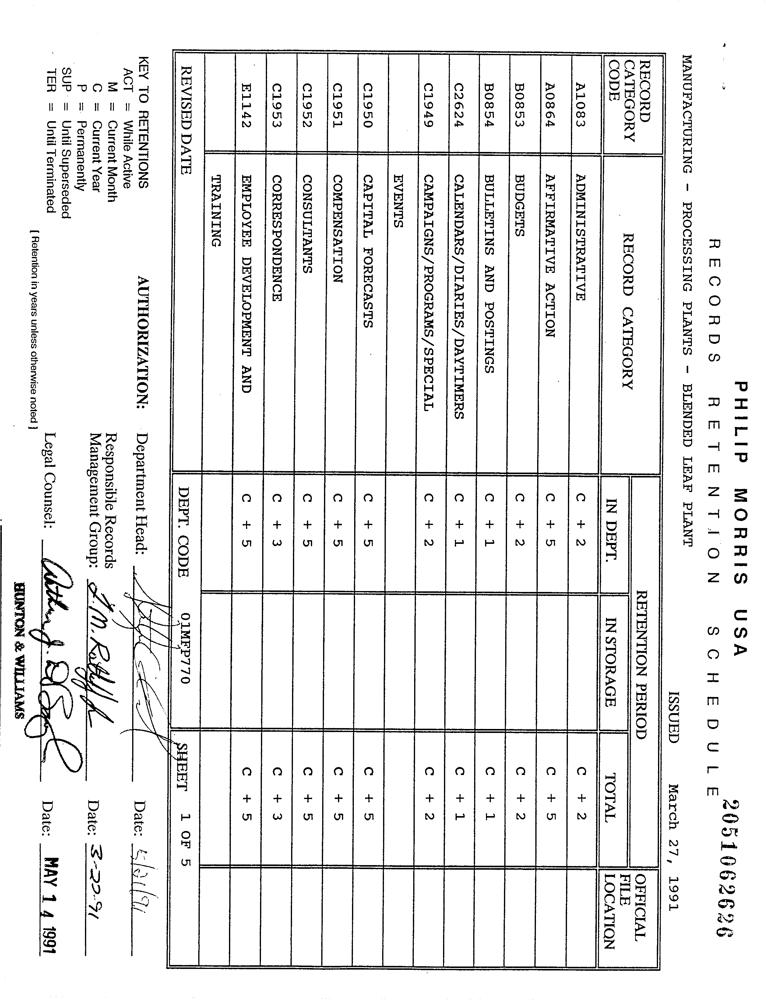 2051062626
PHILIP MORRIS USA
RECORDS RETENTION SCHEDULE
ISSUED March 27, 1991
MANUFACTURING - PROCESSING PLANTS - BLENDED LEAF PLANT
RECORD CATEGORY CODE RECORD CATEGORY RETENTION PERIOD OFFICIAL FILE LOCATION
IN DEPT. IN STORAGE TOTAL
A1083 ADMINISTRATIVE C + 2 C + 2
A0864 AFFIRMATIVE ACTION C + 5 C + 5
B0853 BUDGETS C + 2 C + 2
B0854 BULLETINS AND POSTINGS C + 1 C + 1
C2624 CALENDARS/DIARIES/DAYTIMERS C + 1 C + 1
C1949 CAMPAIGNS/PROGRAMS/SPECIAL C + 2 C + 2
EVENTS
C1950 CAPITAL FORECASTS C + 5 C + 5
C1951 COMPENSATION C + 5 C + 5
C1952 CONSULTANTS C + 5 C + 5
C1953 CORRESPONDENCE C + 3 C + 3
E1142 EMPLOYEE DEVELOPMENT AND C + 5 C + 5
TRAINING
REVISED DATE DEPT. CODE 01MFP770 SHEET 1 OF 5
KEY TO RETENTIONS
ACT = While Active
M = Current Month
C = Current Year
P = Permanently
SUP = Until Superseded
TER = Until Terminated
[ Retention in years unless otherwise noted ]
AUTHORIZATION: Department Head: Date: 5/21/91
Responsible Records
Management Group: Date: 3-22-91
Legal Counsel: Date: MAY 14 1991
HUNTON & WILLIAMS